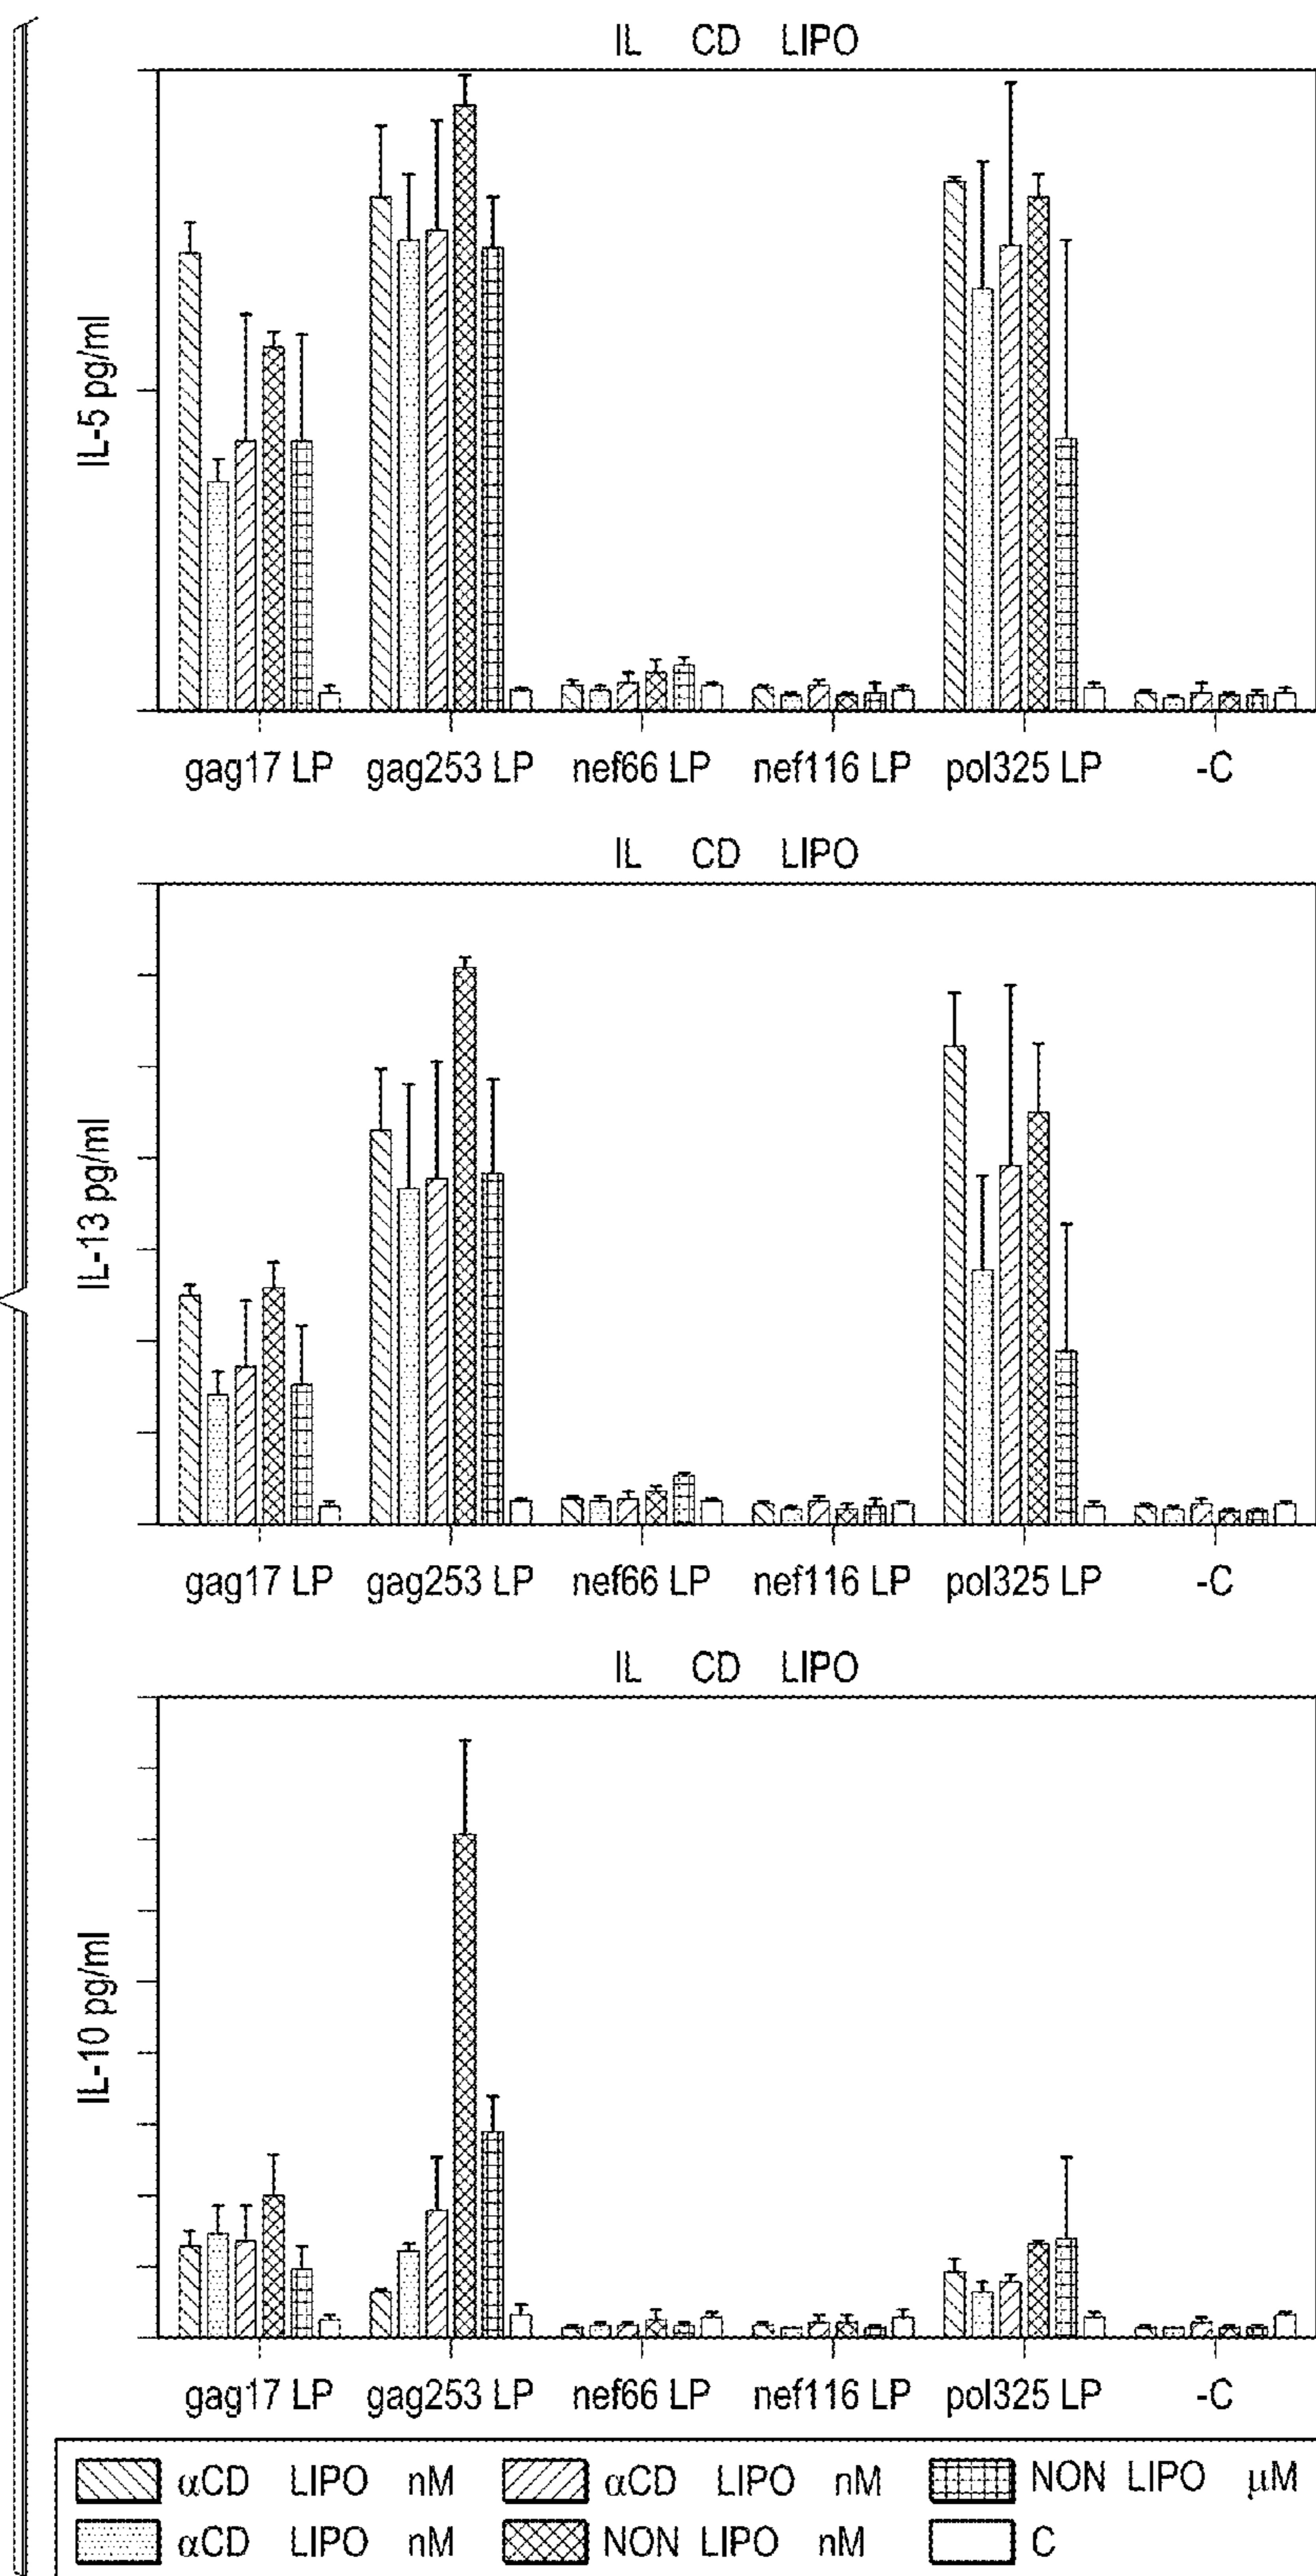 IL CD LIPO
IL-5 pg/ml
gag17 LP gag253 LP nef66 LP nef116 LP pol325 LP -C
IL CD LIPO
IL-13 pg/ml
gag17 LP gag253 LP nef66 LP nef116 LP pol325 LP -C
IL CD LIPO
IL-10 pg/ml
gag17 LP gag253 LP nef66 LP nef116 LP pol325 LP -C
αCD LIPO nM αCD LIPO nM NON LIPO μM
αCD LIPO nM NON LIPO nM C